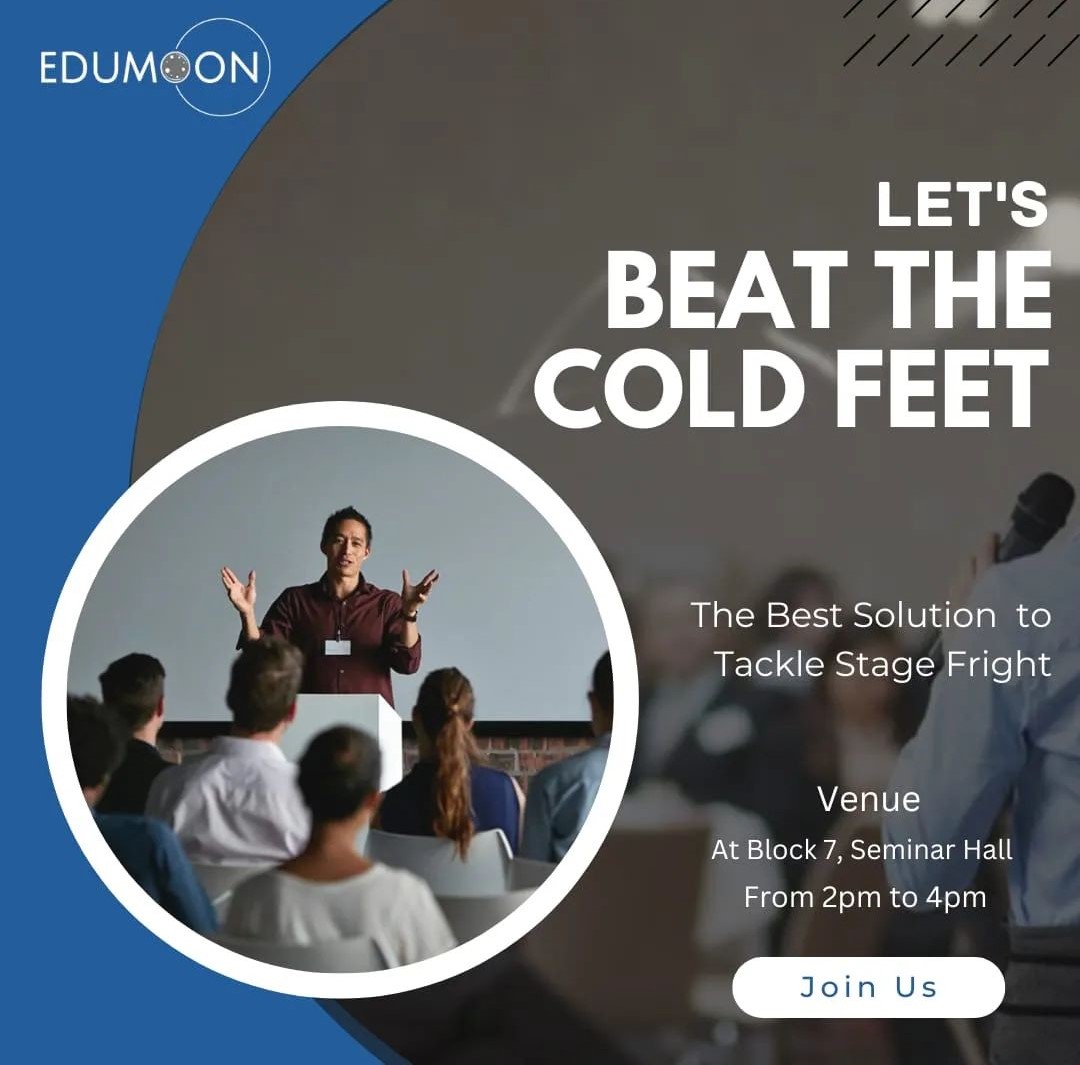 EDUMOON
LET'S
BEAT THE
COLD FEET
The Best Solution to
Tackle Stage Fright
Venue
At Block 7, Seminar Hall
From 2pm to 4pm
Join Us